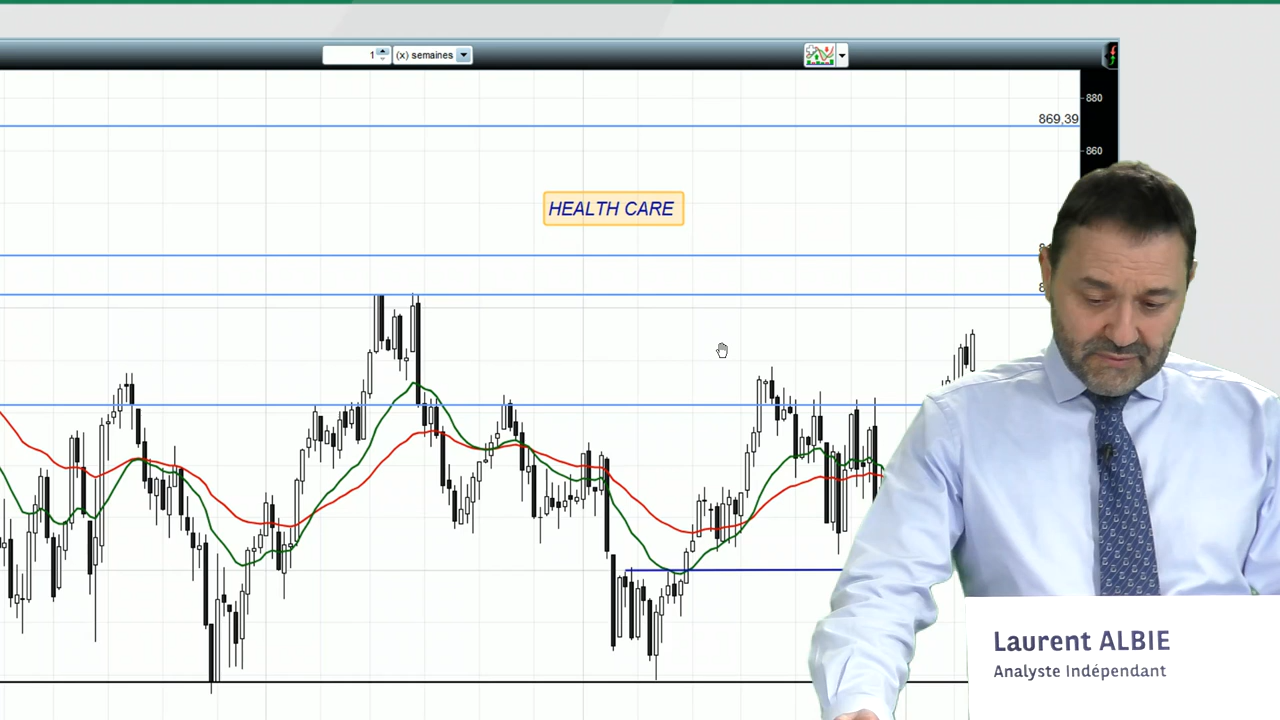 1 (x) semaines
880
869,39
860
HEALTH CARE
Laurent ALBIE
Analyste Indépendant